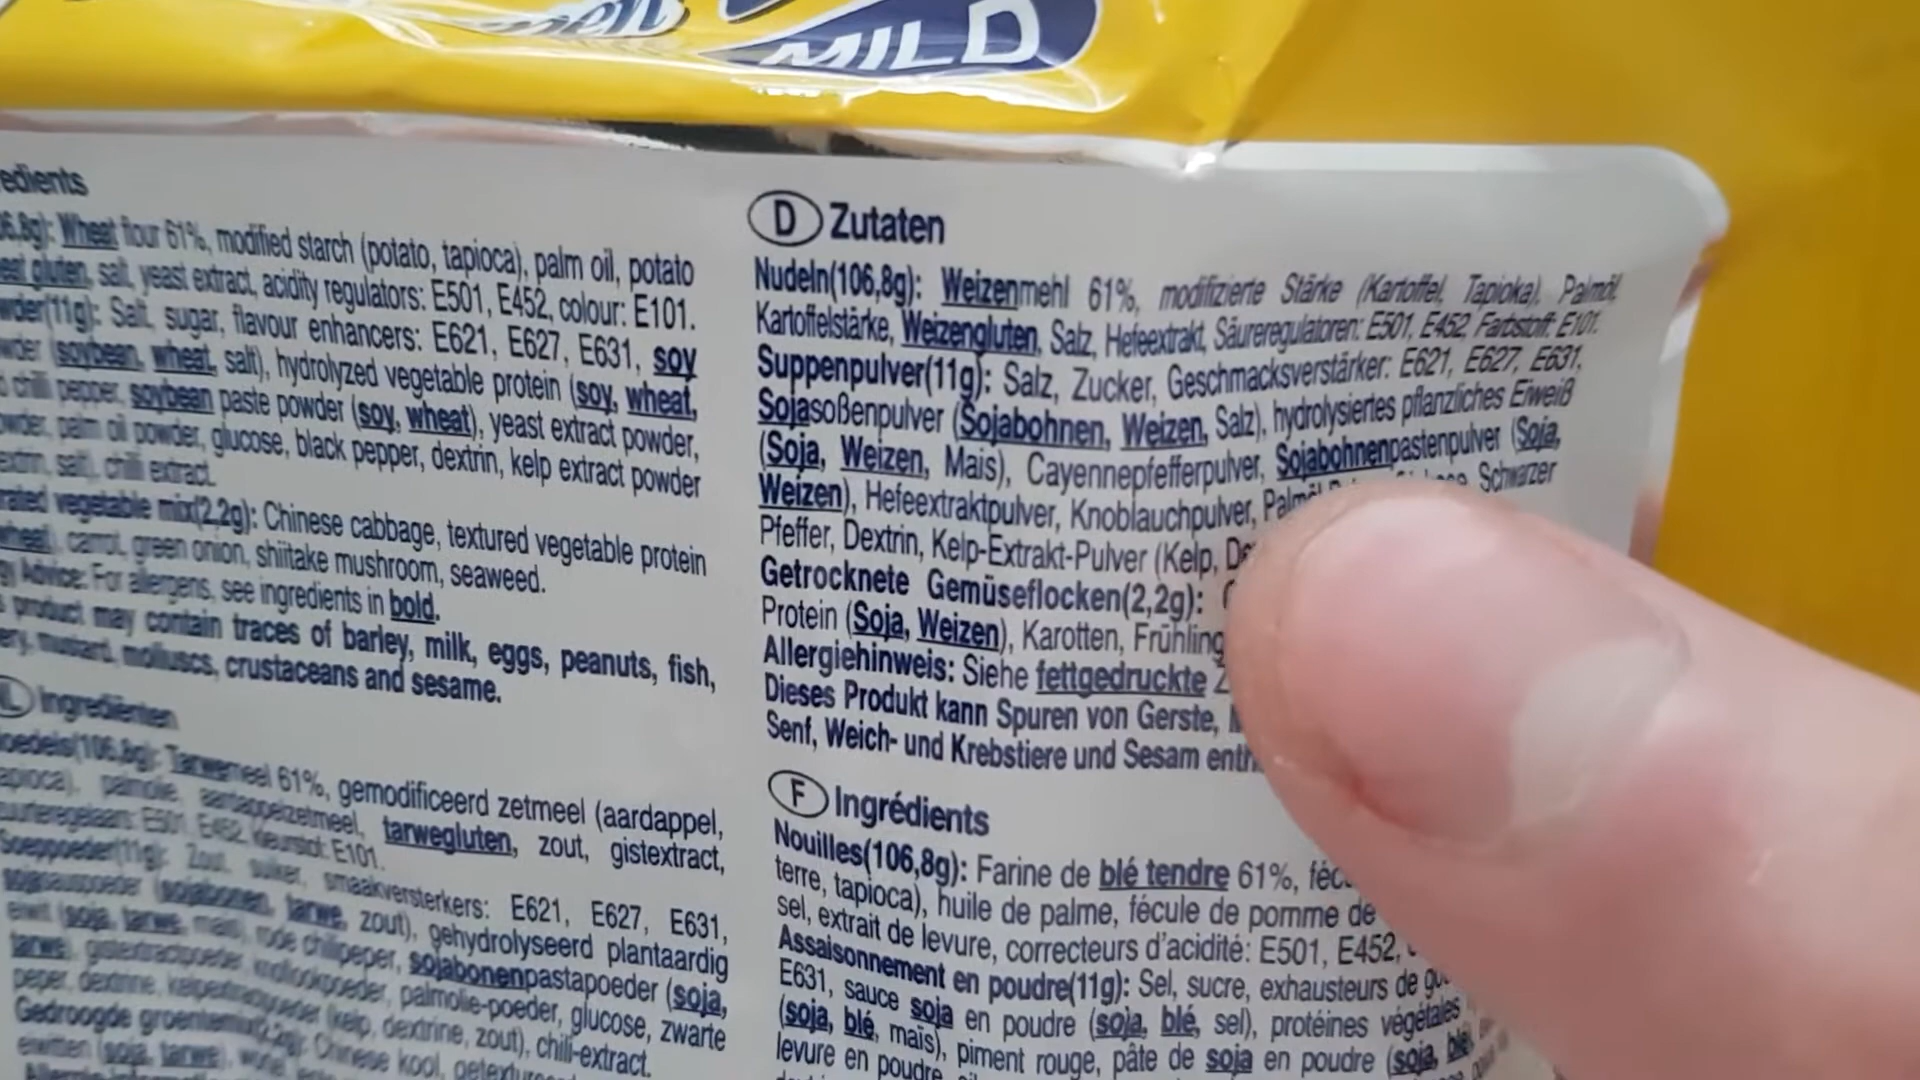 MILD
edients
6.8g): Wheat flour 61%, modified starch (potato, tapioca), palm oil, potato
gluten, salt, yeast extract, acidity regulators: E501, E452, colour: E101.
wder(11g): Salt, sugar, flavour enhancers: E621, E627, E631, soy
wder (soybean, wheat, salt), hydrolyzed vegetable protein (soy, wheat,
chilli pepper, soybean paste powder (soy, wheat), yeast extract powder,
wder, palm oil powder, glucose, black pepper, dextrin, kelp extract powder
extrin, salt), chilli extract.
rated vegetable mix(2,2g): Chinese cabbage, textured vegetable protein
wheat), carrot, green onion, shiitake mushroom, seaweed.
gy Advice: For allergens, see ingredients in bold.
product may contain traces of barley, milk, eggs, peanuts, fish,
ery, mustard, molluscs, crustaceans and sesame.
NL Ingrediënten
oedels(106,8g): Tarwemeel 61%, gemodificeerd zetmeel (aardappel,
apioca), palmolie, aardappelzetmeel, tarwegluten, zout, gistextract,
zuurteregelaars: E501, E452, kleurstof: E101.
Soeppoeder(11g): Zout, suiker, smaakversterkers: E621, E627, E631,
sojasauspoeder (sojabonen, tarwe, zout), gehydrolyseerd plantaardig
eiwit (soja, tarwe, maïs), rode chilipeper, sojabonenpastapoeder (soja,
tarwe), gistextractpoeder, knoflookpoeder, palmolie-poeder, glucose, zwarte
peper, dextrine, kelpextractpoeder (kelp, dextrine, zout), chili-extract.
Gedroogde groentemix(2,2g): Chinese kool,
eiwitten (soja, tarwe),
D Zutaten
Nudeln(106,8g): Weizenmehl 61%, modifizierte Stärke (Kartoffel, Tapioka), Palmöl,
Kartoffelstärke, Weizengluten, Salz, Hefeextrakt, Säureregulatoren: E501, E452, Farbstoff: E101.
Suppenpulver(11g): Salz, Zucker, Geschmacksverstärker: E621, E627, E631,
Sojasoßenpulver (Sojabohnen, Weizen, Salz), hydrolysiertes pflanzliches Eiweiß
(Soja, Weizen, Mais), Cayennepfefferpulver, Sojabohnenpastenpulver (Soja,
Weizen), Hefeextraktpulver, Knoblauchpulver, Palmöl Schwarzer
Pfeffer, Dextrin, Kelp-Extrakt-Pulver (Kelp, De
Getrocknete Gemüseflocken(2,2g):
Protein (Soja, Weizen), Karotten, Frühling
Allergiehinweis: Siehe fettgedruckte Z
Dieses Produkt kann Spuren von Gerste,
Senf, Weich- und Krebstiere und Sesam enth
F Ingrédients
Nouilles(106,8g): Farine de blé tendre 61%, féc
terre, tapioca), huile de palme, fécule de pomme de
sel, extrait de levure, correcteurs d'acidité: E501, E452,
Assaisonnement en poudre(11g): Sel, sucre, exhausteurs de go
E631, sauce soja en poudre (soja, blé, sel), protéines végétales
(soja, blé, maïs), piment rouge, pâte de soja en poudre (soja, blé
levure en poudre